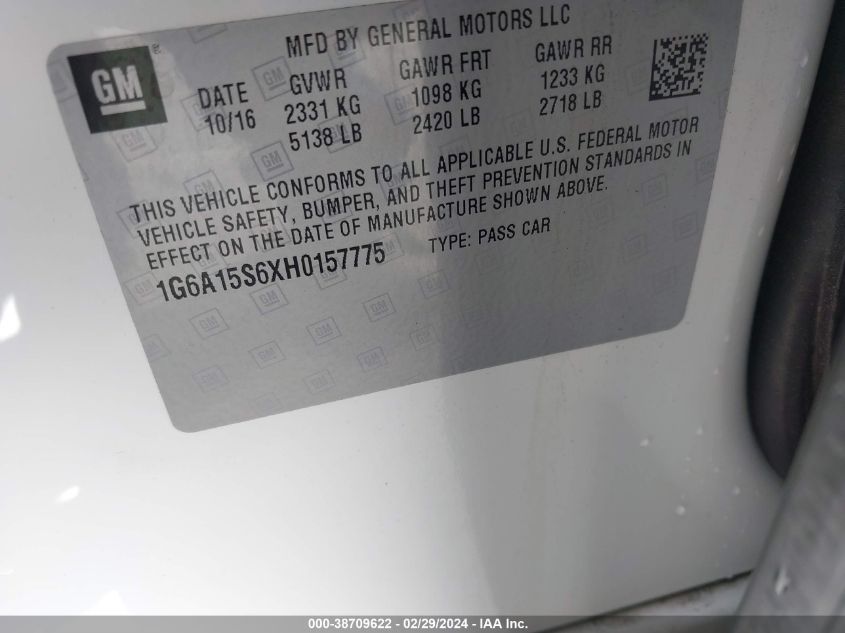 GM
MFD BY GENERAL MOTORS LLC
DATE GVWR GAWR FRT GAWR RR
10/16 2331 KG 1098 KG 1233 KG
5138 LB 2420 LB 2718 LB
THIS VEHICLE CONFORMS TO ALL APPLICABLE U.S. FEDERAL MOTOR
VEHICLE SAFETY, BUMPER, AND THEFT PREVENTION STANDARDS IN
EFFECT ON THE DATE OF MANUFACTURE SHOWN ABOVE.
1G6A15S6XH0157775 TYPE: PASS CAR
000-38709622 - 02/29/2024 - IAA Inc.